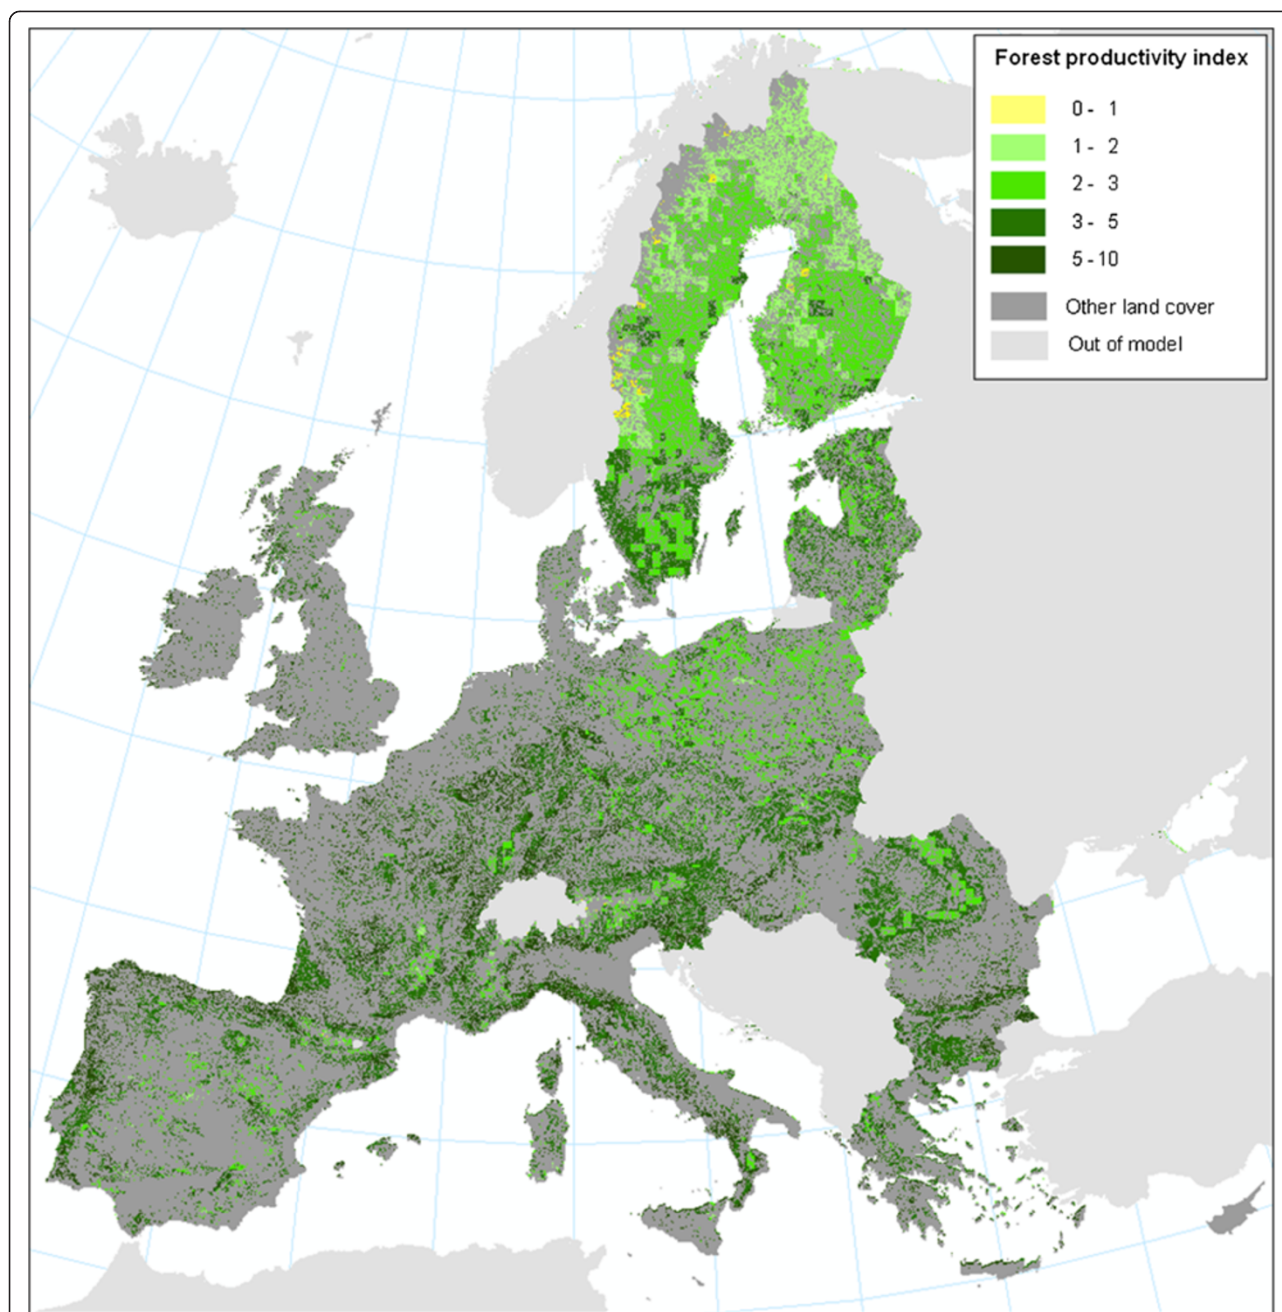 Forest productivity index
0 - 1
1 - 2
2 - 3
3 - 5
5 - 10
Other land cover
Out of model